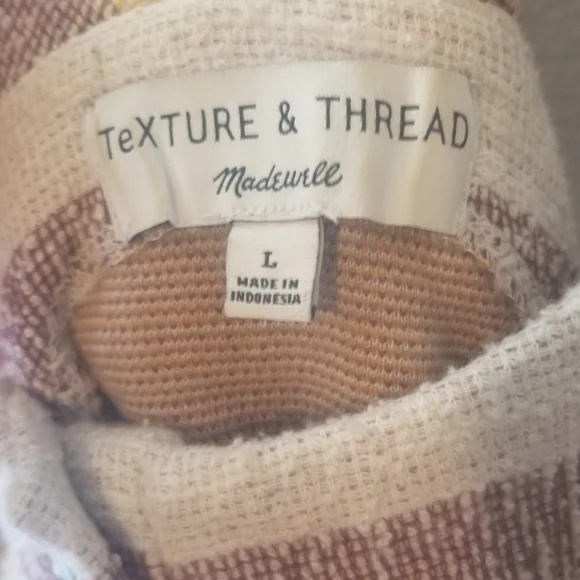 TeXTURE & THREAD
Madewell
L
MADE IN
INDONESIA